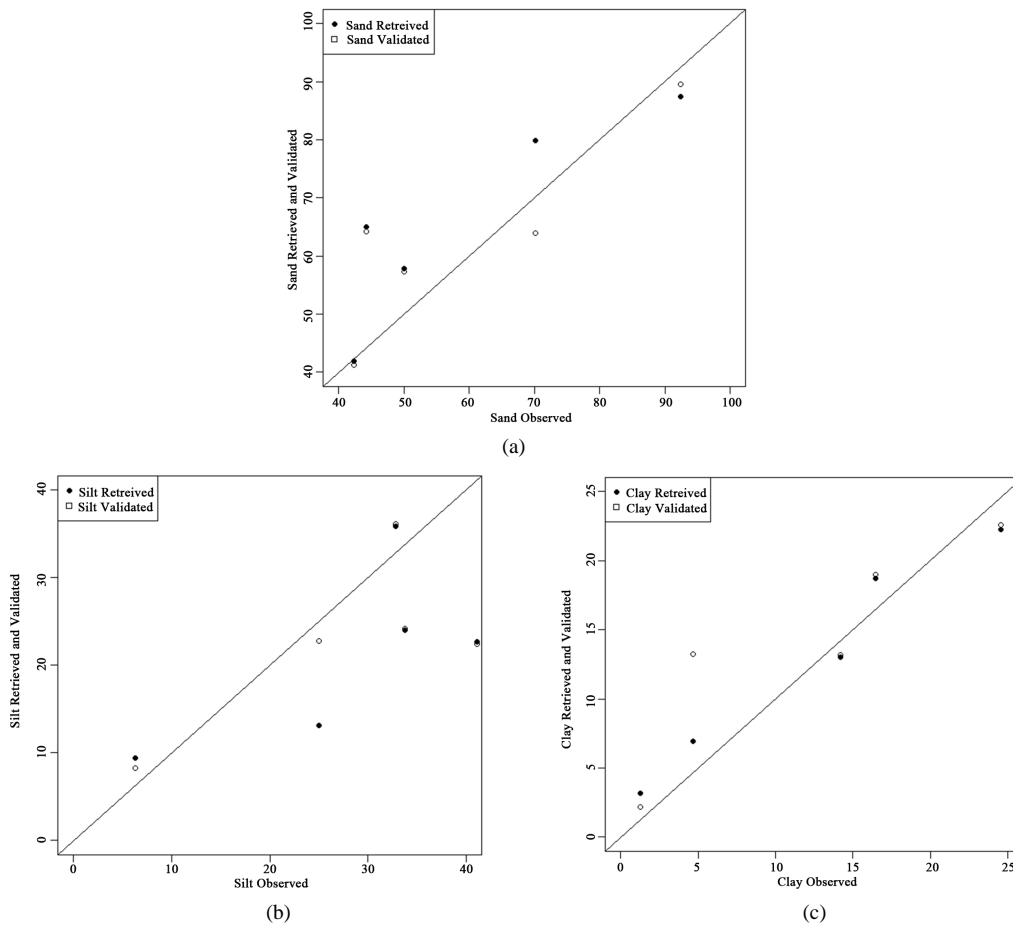 Sand Retreived
Sand Validated
Sand Retrieved and Validated
100
90
80
70
60
50
40
40 50 60 70 80 90 100
Sand Observed
(a)
Silt Retreived
Silt Validated
Silt Retrieved and Validated
40
30
20
10
0
0 10 20 30 40
Silt Observed
(b)
Clay Retreived
Clay Validated
Clay Retrieved and Validated
25
20
15
10
5
0
0 5 10 15 20 25
Clay Observed
(c)